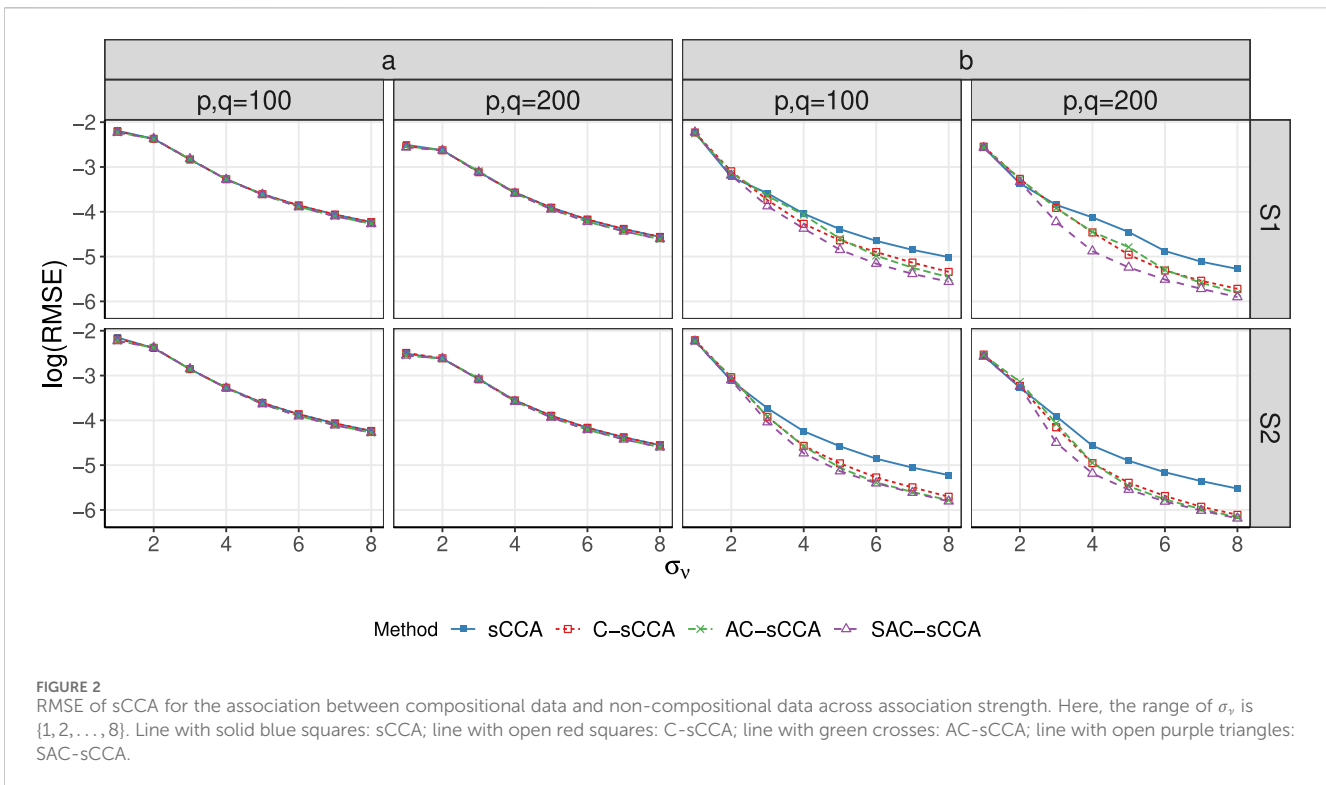 a b
p,q=100 p,q=200 p,q=100 p,q=200
−2
−3
−4
−5
−6
S1
−2
−3
−4
−5
−6
S2
log(RMSE)
2 4 6 8 2 4 6 8 2 4 6 8 2 4 6 8
σν
Method sCCA C−sCCA AC−sCCA SAC−sCCA
FIGURE 2
RMSE of sCCA for the association between compositional data and non-compositional data across association strength. Here, the range of σν is
{1, 2, . . . , 8}. Line with solid blue squares: sCCA; line with open red squares: C-sCCA; line with green crosses: AC-sCCA; line with open purple triangles:
SAC-sCCA.